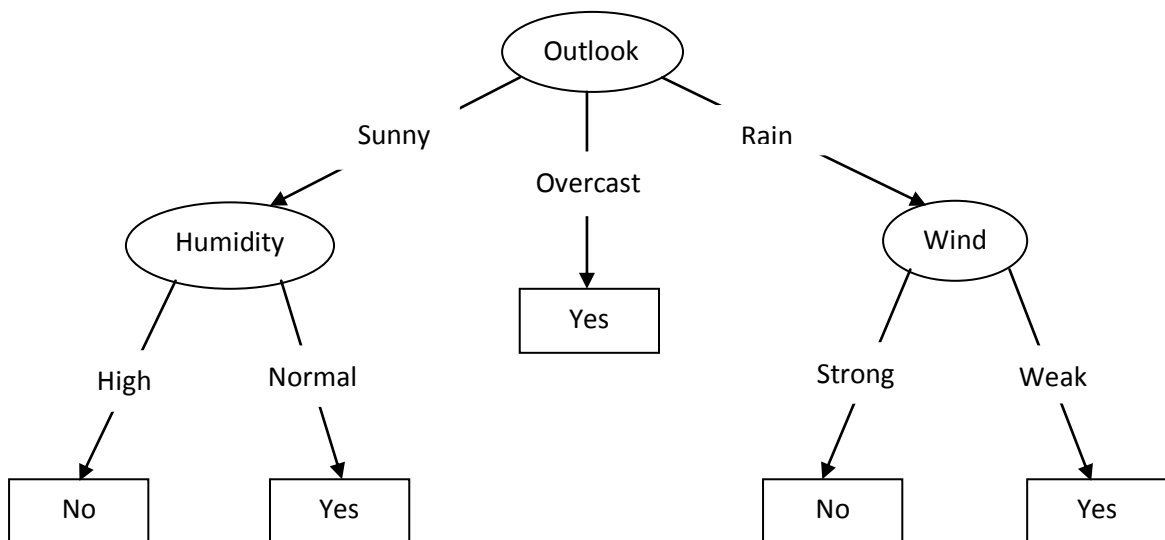 Outlook
Sunny
Rain
Overcast
Humidity
Wind
Yes
High
Normal
Strong
Weak
No
Yes
No
Yes